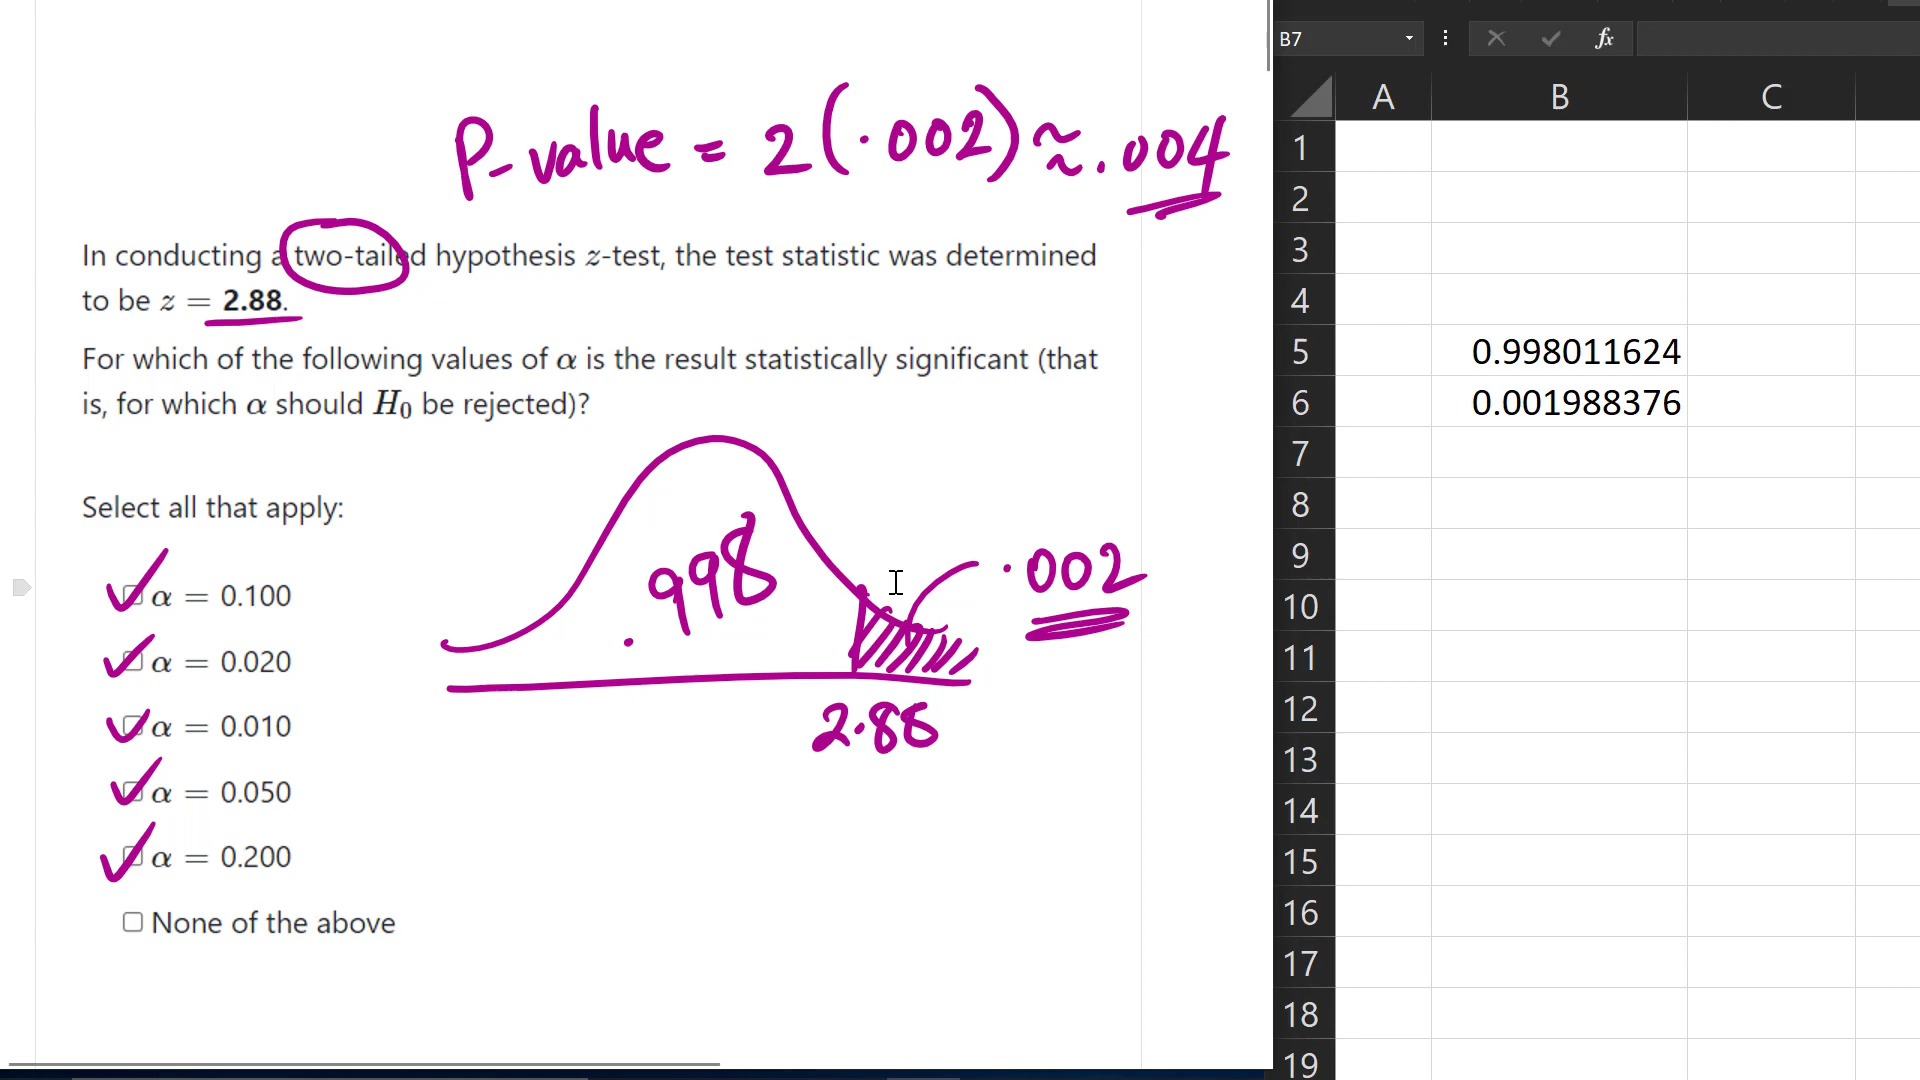 P-value = 2(.002) ≈ .004
In conducting a two-tailed hypothesis z-test, the test statistic was determined
to be z = 2.88.
For which of the following values of α is the result statistically significant (that
is, for which α should H₀ be rejected)?
Select all that apply:
α = 0.100
α = 0.020
α = 0.010
α = 0.050
α = 0.200
None of the above
.998
.002
2.88
B7
fx
A B C
1
2
3
4
5 0.998011624
6 0.001988376
7
8
9
10
11
12
13
14
15
16
17
18
19